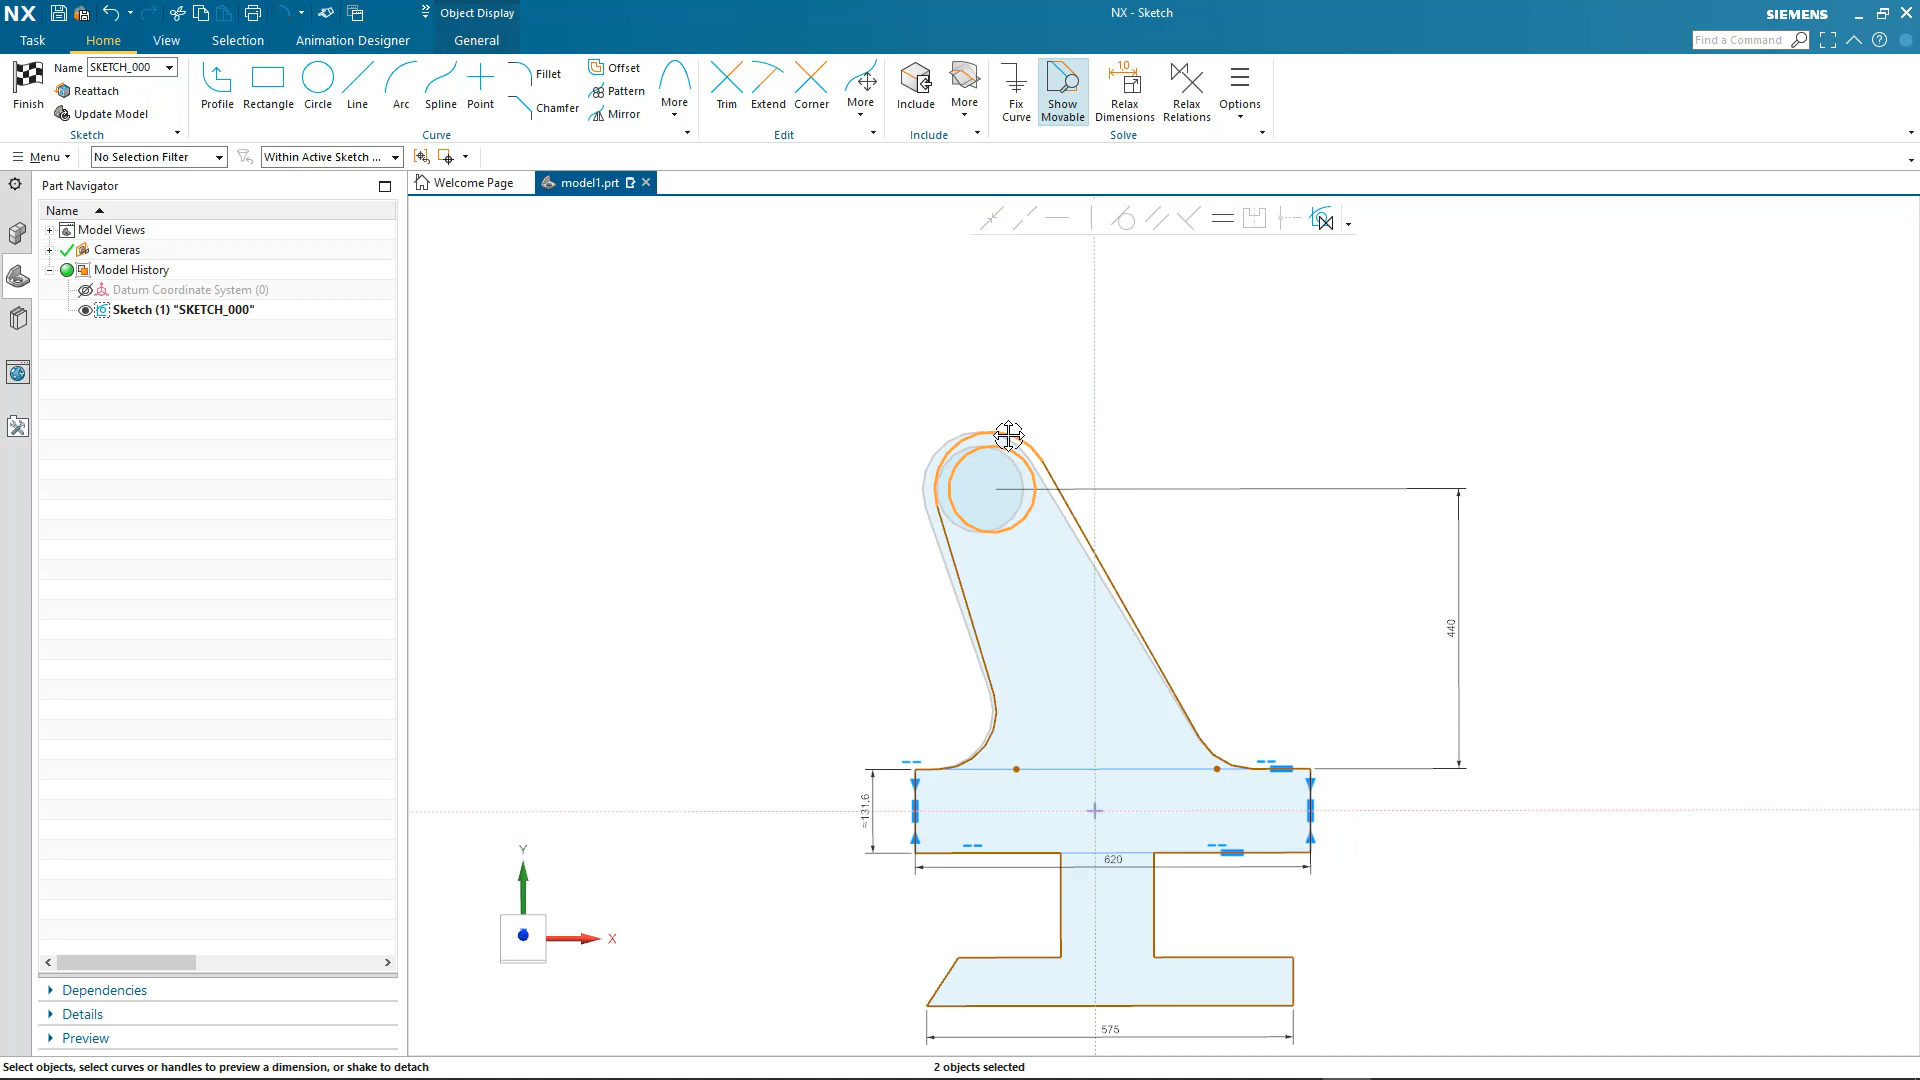 NX
Object Display
NX - Sketch
SIEMENS
Task
Home
View
Selection
Animation Designer
General
Find a Command
Name
SKETCH_000
Reattach
Update Model
Finish
Sketch
Profile
Rectangle
Circle
Line
Arc
Spline
Point
Fillet
Chamfer
Offset
Pattern
Mirror
More
Curve
Trim
Extend
Corner
More
Edit
Include
More
Include
Fix
Curve
Show
Movable
Relax
Dimensions
Relax
Relations
Options
Solve
Menu
No Selection Filter
Within Active Sketch ...
Part Navigator
Welcome Page
model1.prt
Name
Model Views
Cameras
Model History
Datum Coordinate System (0)
Sketch (1) "SKETCH_000"
440
≈131.6
620
575
Y
X
Dependencies
Details
Preview
Select objects, select curves or handles to preview a dimension, or shake to detach
2 objects selected